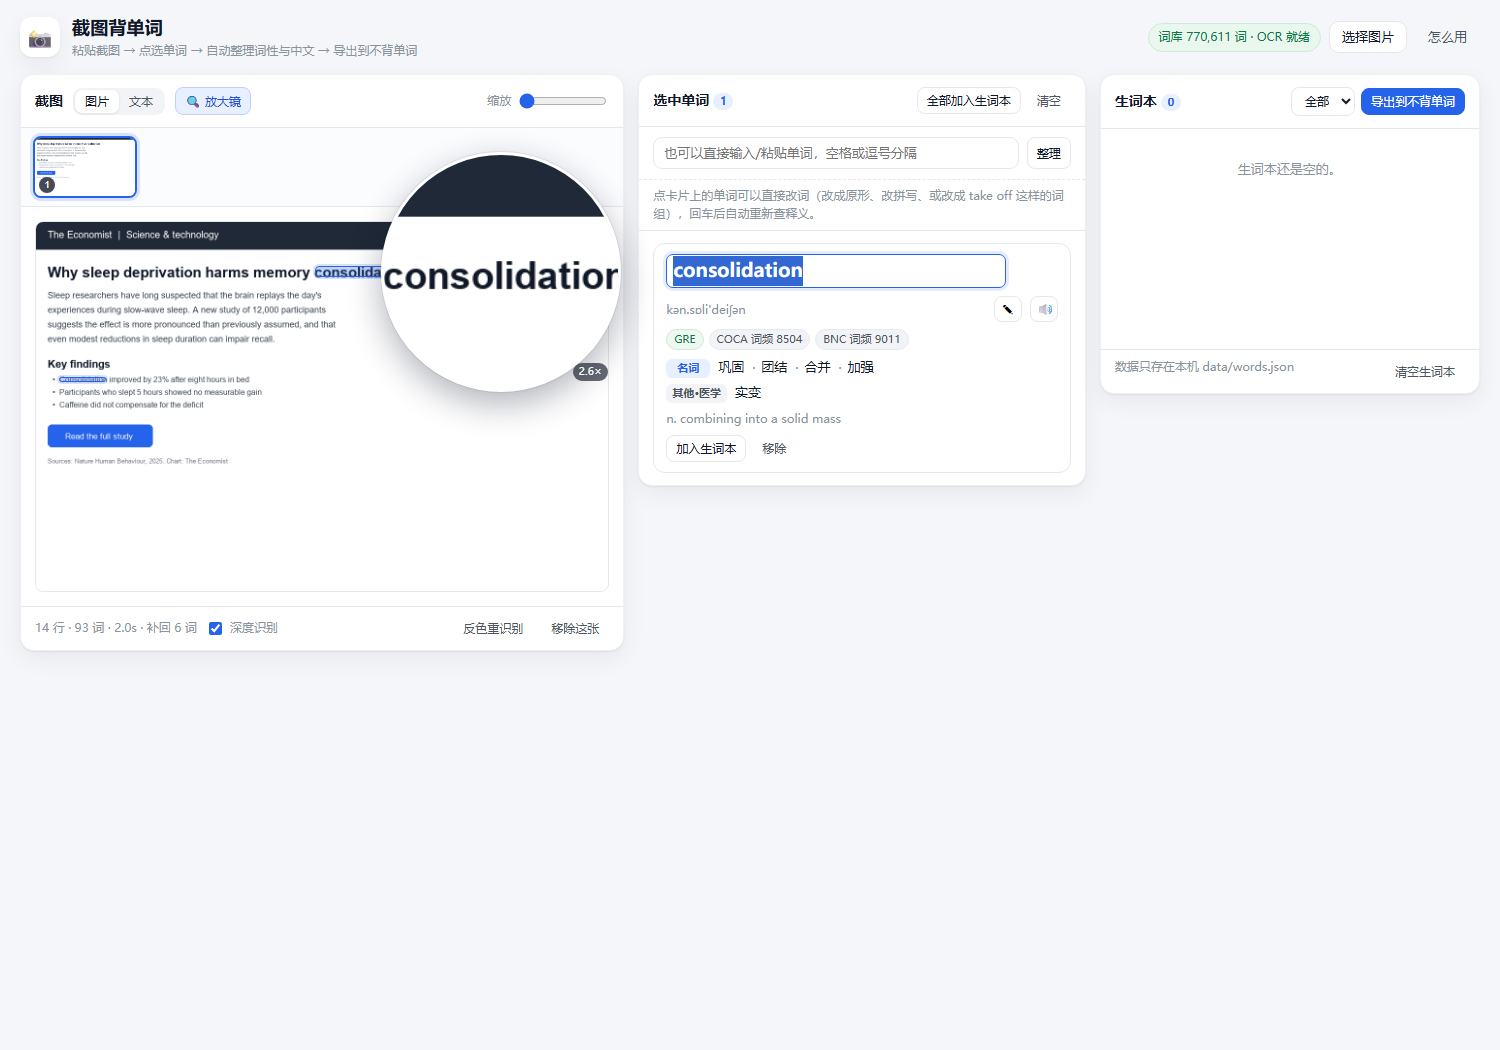 截图背单词
粘贴截图 → 点选单词 → 自动整理词性与中文 → 导出到不背单词
词库 770,611 词 · OCR 就绪
选择图片
怎么用
截图
图片
文本
放大镜
缩放
1
The Economist | Science & technology
Why sleep deprivation harms memory consolida
Sleep researchers have long suspected that the brain replays the day's
experiences during slow-wave sleep. A new study of 12,000 participants
suggests the effect is more pronounced than previously assumed, and that
even modest reductions in sleep duration can impair recall.
Key findings
improved by 23% after eight hours in bed
• Participants who slept 5 hours showed no measurable gain
• Caffeine did not compensate for the deficit
Read the full study
Sources: Nature Human Behaviour, 2025. Chart: The Economist
consolidation
2.6×
14 行 · 93 词 · 2.0s · 补回 6 词
深度识别
反色重识别
移除这张
选中单词 1
全部加入生词本
清空
也可以直接输入/粘贴单词，空格或逗号分隔
整理
点卡片上的单词可以直接改词（改成原形、改拼写、或改成 take off 这样的词
组），回车后自动重新查释义。
consolidation
kən.sɒli'deiʃən
GRE
COCA 词频 8504
BNC 词频 9011
名词 巩固 · 团结 · 合并 · 加强
其他•医学 实变
n. combining into a solid mass
加入生词本
移除
生词本 0
全部
导出到不背单词
生词本还是空的。
数据只存在本机 data/words.json
清空生词本